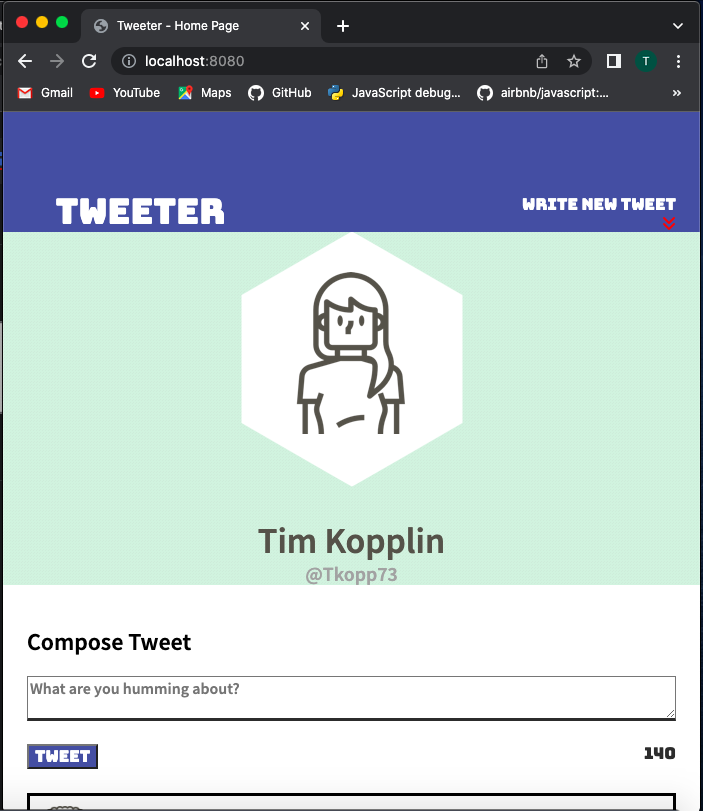 Tweeter - Home Page
localhost:8080
T
Gmail YouTube Maps GitHub JavaScript debug... airbnb/javascript:... »
TWEETER
WRITE NEW TWEET
Tim Kopplin
@Tkopp73
Compose Tweet
What are you humming about?
TWEET 140